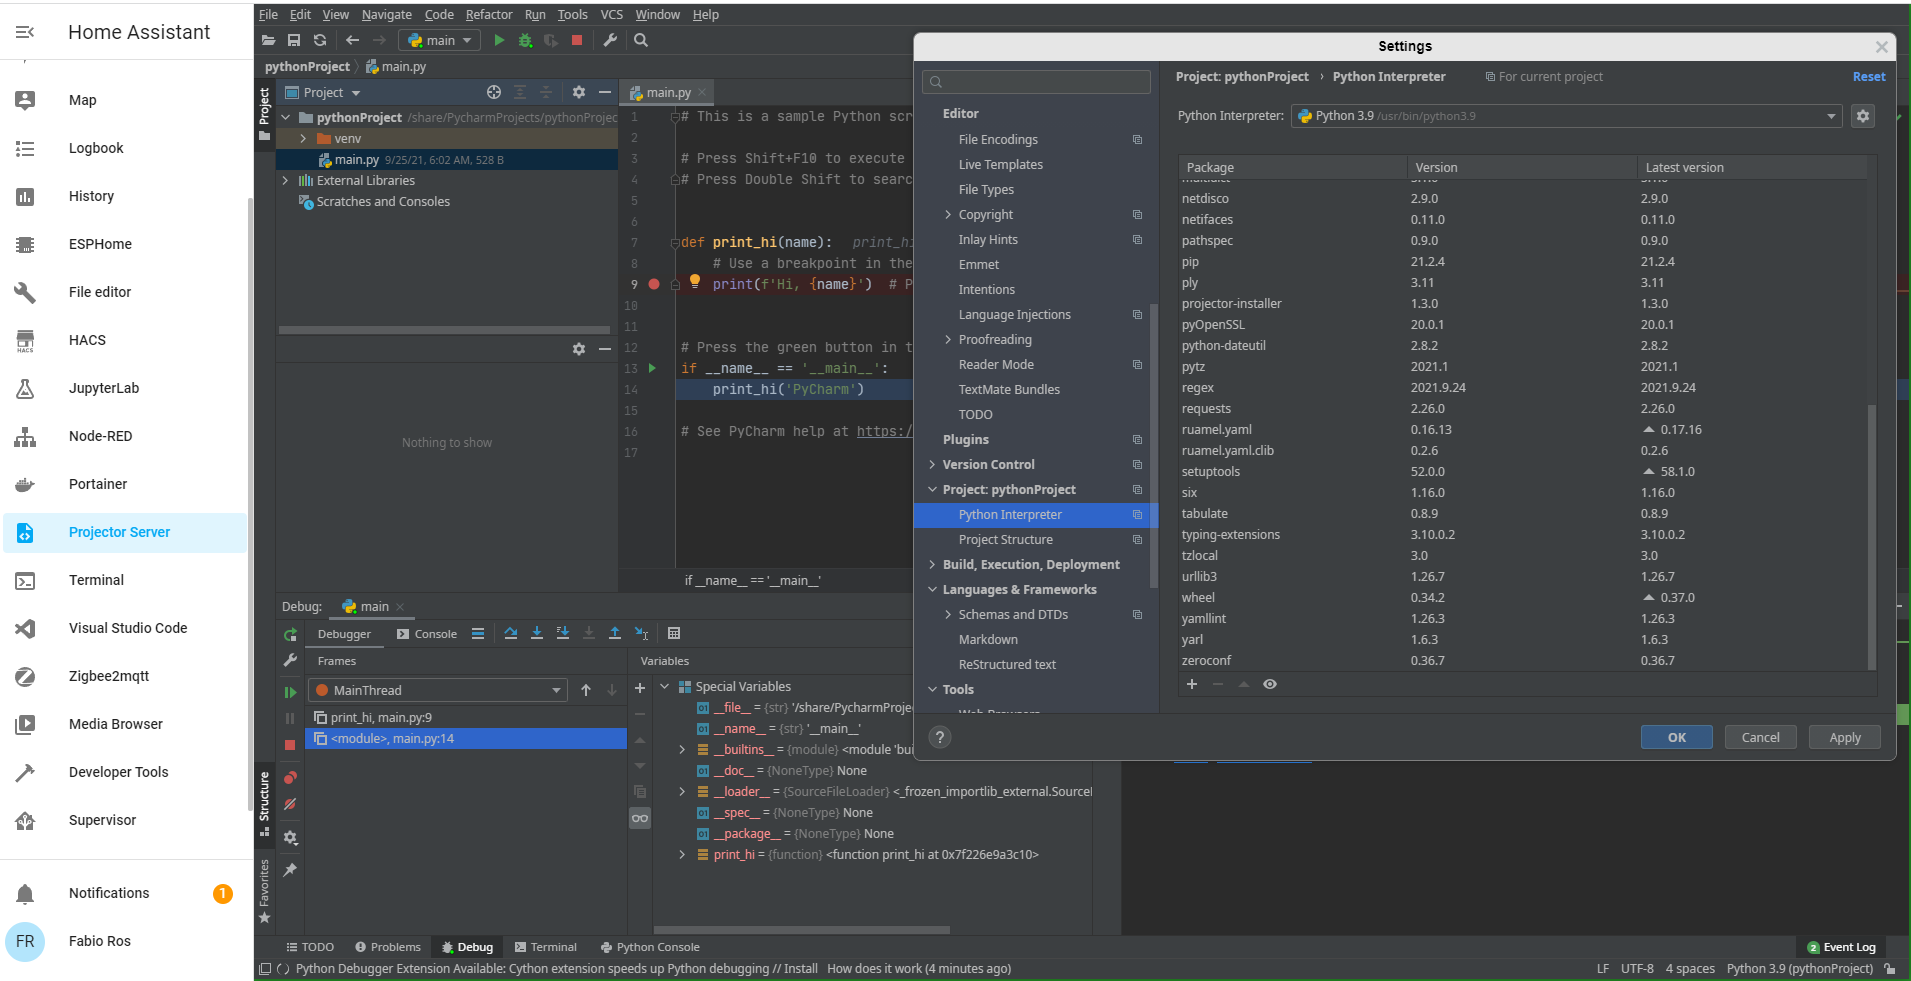 Home Assistant
Map
Logbook
History
ESPHome
File editor
HACS
HACS
JupyterLab
Node-RED
Portainer
Projector Server
Terminal
Visual Studio Code
Zigbee2mqtt
Media Browser
Developer Tools
Supervisor
Notifications 1
FR Fabio Ros
File Edit View Navigate Code Refactor Run Tools VCS Window Help
main
pythonProject main.py
Project
Structure
Favorites
Project
pythonProject /share/PycharmProjects/pythonProjec
venv
main.py 9/25/21, 6:02 AM, 528 B
External Libraries
Scratches and Consoles
Nothing to show
main.py
1 # This is a sample Python scr
2
3 # Press Shift+F10 to execute
4 # Press Double Shift to searc
5
6
7 def print_hi(name): print_hi
8 # Use a breakpoint in the
9 print(f'Hi, {name}') # P
10
11
12 # Press the green button in t
13 if __name__ == '__main__':
14 print_hi('PyCharm')
15
16 # See PyCharm help at https:/
17
if __name__ == '__main__'
Debug: main
Debugger Console
Frames
MainThread
print_hi, main.py:9
<module>, main.py:14
Variables
Special Variables
__file__ = {str} '/share/PycharmProje
__name__ = {str} '__main__'
__builtins__ = {module} <module 'bui
__doc__ = {NoneType} None
__loader__ = {SourceFileLoader} <_frozen_importlib_external.Sourcel
__spec__ = {NoneType} None
__package__ = {NoneType} None
print_hi = {function} <function print_hi at 0x7f226e9a3c10>
TODO Problems Debug Terminal Python Console
2 Event Log
Python Debugger Extension Available: Cython extension speeds up Python debugging // Install How does it work (4 minutes ago)
LF UTF-8 4 spaces Python 3.9 (pythonProject)
Settings
Editor
File Encodings
Live Templates
File Types
Copyright
Inlay Hints
Emmet
Intentions
Language Injections
Proofreading
Reader Mode
TextMate Bundles
TODO
Plugins
Version Control
Project: pythonProject
Python Interpreter
Project Structure
Build, Execution, Deployment
Languages & Frameworks
Schemas and DTDs
Markdown
ReStructured text
Tools
Project: pythonProject › Python Interpreter For current project Reset
Python Interpreter: Python 3.9 /usr/bin/python3.9
Package Version Latest version
netdisco 2.9.0 2.9.0
netifaces 0.11.0 0.11.0
pathspec 0.9.0 0.9.0
pip 21.2.4 21.2.4
ply 3.11 3.11
projector-installer 1.3.0 1.3.0
pyOpenSSL 20.0.1 20.0.1
python-dateutil 2.8.2 2.8.2
pytz 2021.1 2021.1
regex 2021.9.24 2021.9.24
requests 2.26.0 2.26.0
ruamel.yaml 0.16.13 0.17.16
ruamel.yaml.clib 0.2.6 0.2.6
setuptools 52.0.0 58.1.0
six 1.16.0 1.16.0
tabulate 0.8.9 0.8.9
typing-extensions 3.10.0.2 3.10.0.2
tzlocal 3.0 3.0
urllib3 1.26.7 1.26.7
wheel 0.34.2 0.37.0
yamllint 1.26.3 1.26.3
yarl 1.6.3 1.6.3
zeroconf 0.36.7 0.36.7
? OK Cancel Apply